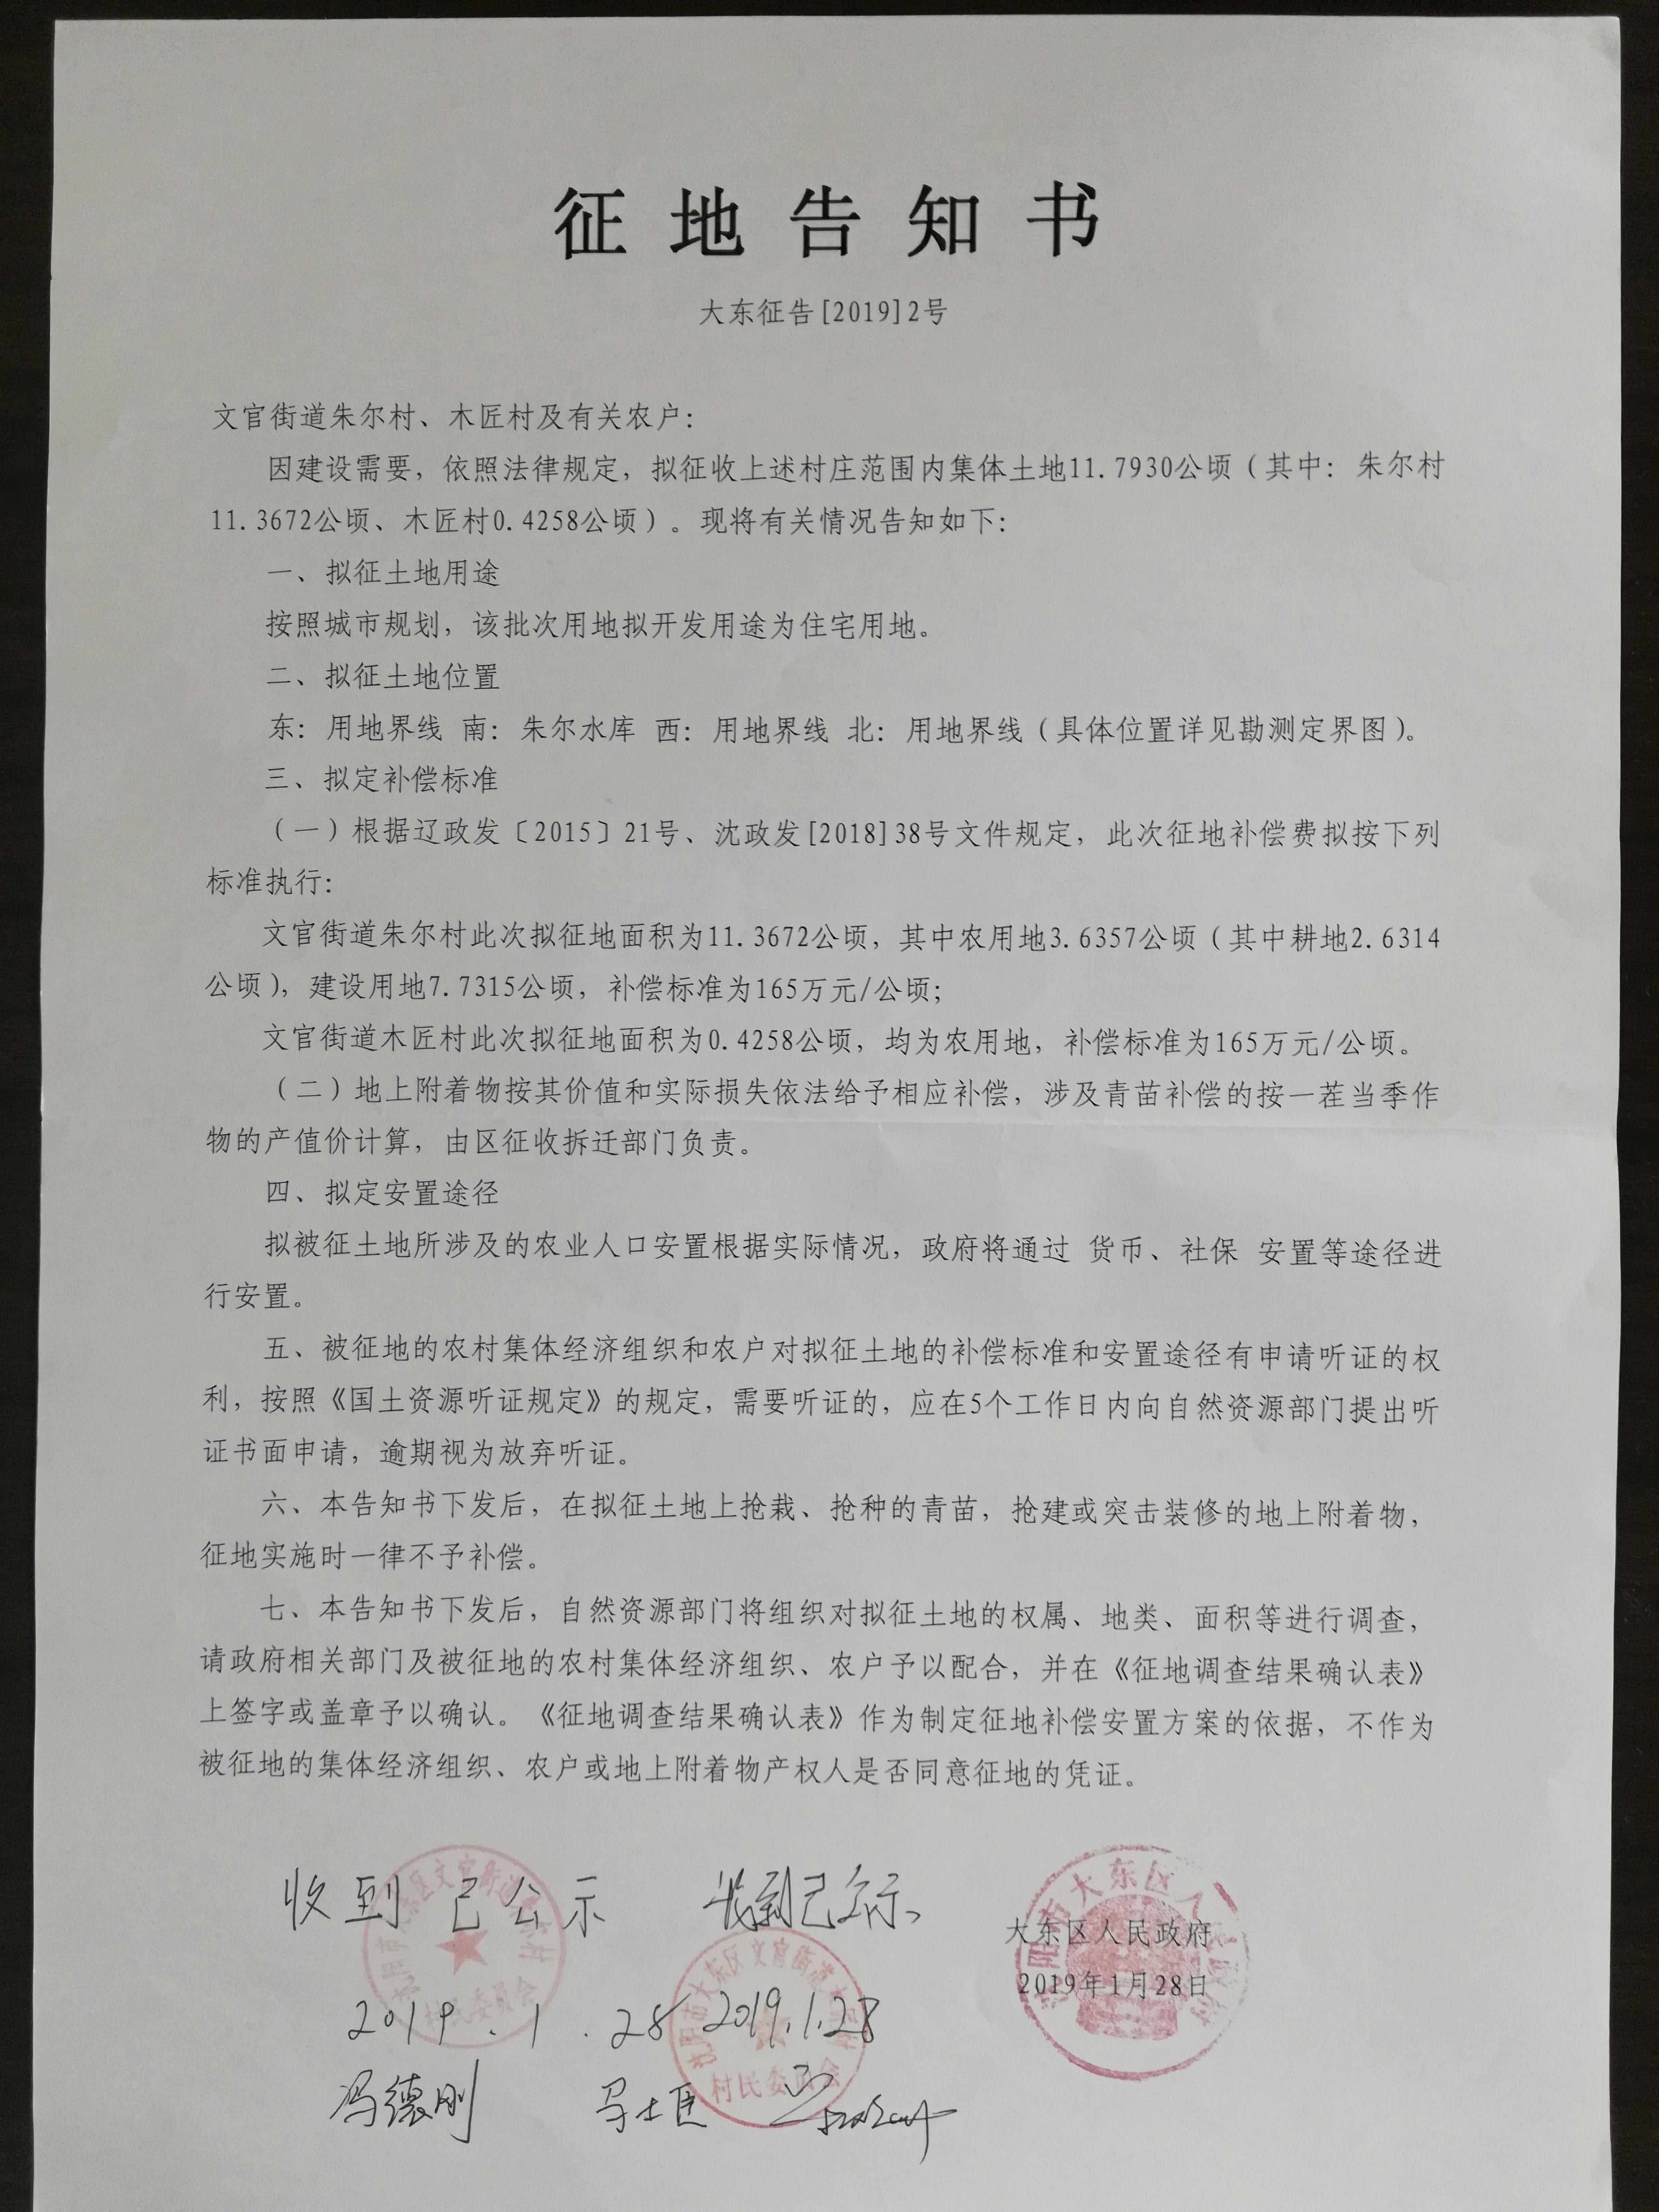 征地告知书
大东征告[2019]2号
文官街道朱尔村、木匠村及有关农户：
因建设需要，依照法律规定，拟征收上述村庄范围内集体土地11.7930公顷（其中：朱尔村
11.3672公顷、木匠村0.4258公顷）。现将有关情况告知如下：
一、拟征土地用途
按照城市规划，该批次用地拟开发用途为住宅用地。
二、拟征土地位置
东：用地界线 南：朱尔水库 西：用地界线 北：用地界线（具体位置详见勘测定界图）。
三、拟定补偿标准
（一）根据辽政发〔2015〕21号、沈政发[2018]38号文件规定，此次征地补偿费拟按下列
标准执行：
文官街道朱尔村此次拟征地面积为11.3672公顷，其中农用地3.6357公顷（其中耕地2.6314
公顷），建设用地7.7315公顷，补偿标准为165万元/公顷；
文官街道木匠村此次拟征地面积为0.4258公顷，均为农用地，补偿标准为165万元/公顷。
（二）地上附着物按其价值和实际损失依法给予相应补偿，涉及青苗补偿的按一茬当季作
物的产值价计算，由区征收拆迁部门负责。
四、拟定安置途径
拟被征土地所涉及的农业人口安置根据实际情况，政府将通过 货币、社保 安置等途径进
行安置。
五、被征地的农村集体经济组织和农户对拟征土地的补偿标准和安置途径有申请听证的权
利，按照《国土资源听证规定》的规定，需要听证的，应在5个工作日内向自然资源部门提出听
证书面申请，逾期视为放弃听证。
六、本告知书下发后，在拟征土地上抢栽、抢种的青苗，抢建或突击装修的地上附着物，
征地实施时一律不予补偿。
七、本告知书下发后，自然资源部门将组织对拟征土地的权属、地类、面积等进行调查，
请政府相关部门及被征地的农村集体经济组织、农户予以配合，并在《征地调查结果确认表》
上签字或盖章予以确认。《征地调查结果确认表》作为制定征地补偿安置方案的依据，不作为
被征地的集体经济组织、农户或地上附着物产权人是否同意征地的凭证。
收到 已公示 收到已公示
大东区人民政府
2019年1月28日
2019.1.28 2019.1.28
村民委员会
村民委员会
冯德刚